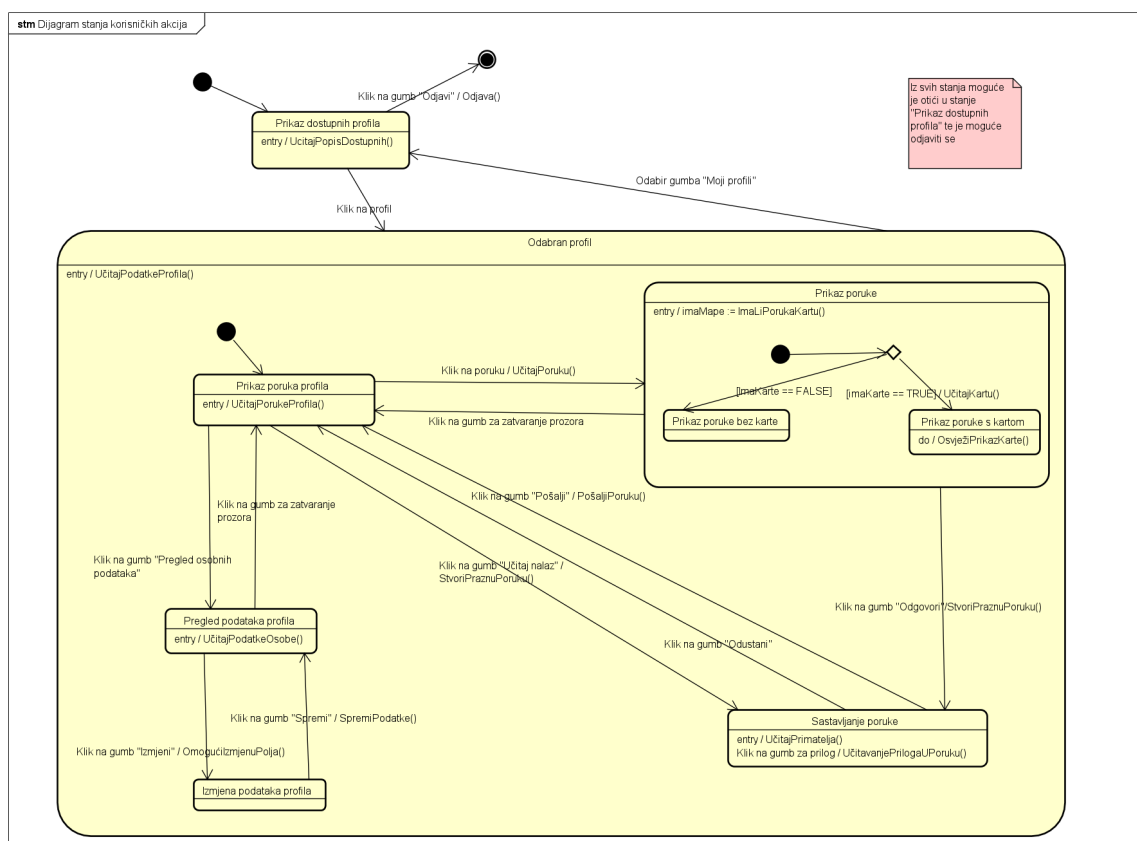 stm Dijagram stanja korisničkih akcija
Klik na gumb "Odjavi" / Odjava()
Iz svih stanja moguće
je otići u stanje
"Prikaz dostupnih
profila" te je moguće
odjaviti se
Prikaz dostupnih profila
entry / UcitajPopisDostupnih()
Odabir gumba "Moji profili"
Klik na profil
Odabran profil
entry / UčitajPodatkeProfila()
Prikaz poruke
entry / imaMape := ImaLiPorukaKartu()
Klik na poruku / UčitajPoruku()
Prikaz poruka profila
entry / UčitajPorukeProfila()
[imaKarte == FALSE]
[imaKarte == TRUE] / UčitajKartu()
Klik na gumb za zatvaranje prozora
Prikaz poruke bez karte
Prikaz poruke s kartom
do / OsvježiPrikazKarte()
Klik na gumb "Pošalji" / PošaljiPoruku()
Klik na gumb za zatvaranje
prozora
Klik na gumb "Pregled osobnih
podataka"
Klik na gumb "Učitaj nalaz" /
StvoriPraznuPoruku()
Klik na gumb "Odgovori"/StvoriPraznuPoruku()
Pregled podataka profila
entry / UčitajPodatkeOsobe()
Klik na gumb "Odustani"
Klik na gumb "Spremi" / SpremiPodatke()
Klik na gumb "Izmjeni" / OmogućiIzmjenuPolja()
Sastavljanje poruke
entry / UčitajPrimatelja()
Klik na gumb za prilog / UčitavanjePrilogaUPoruku()
Izmjena podataka profila